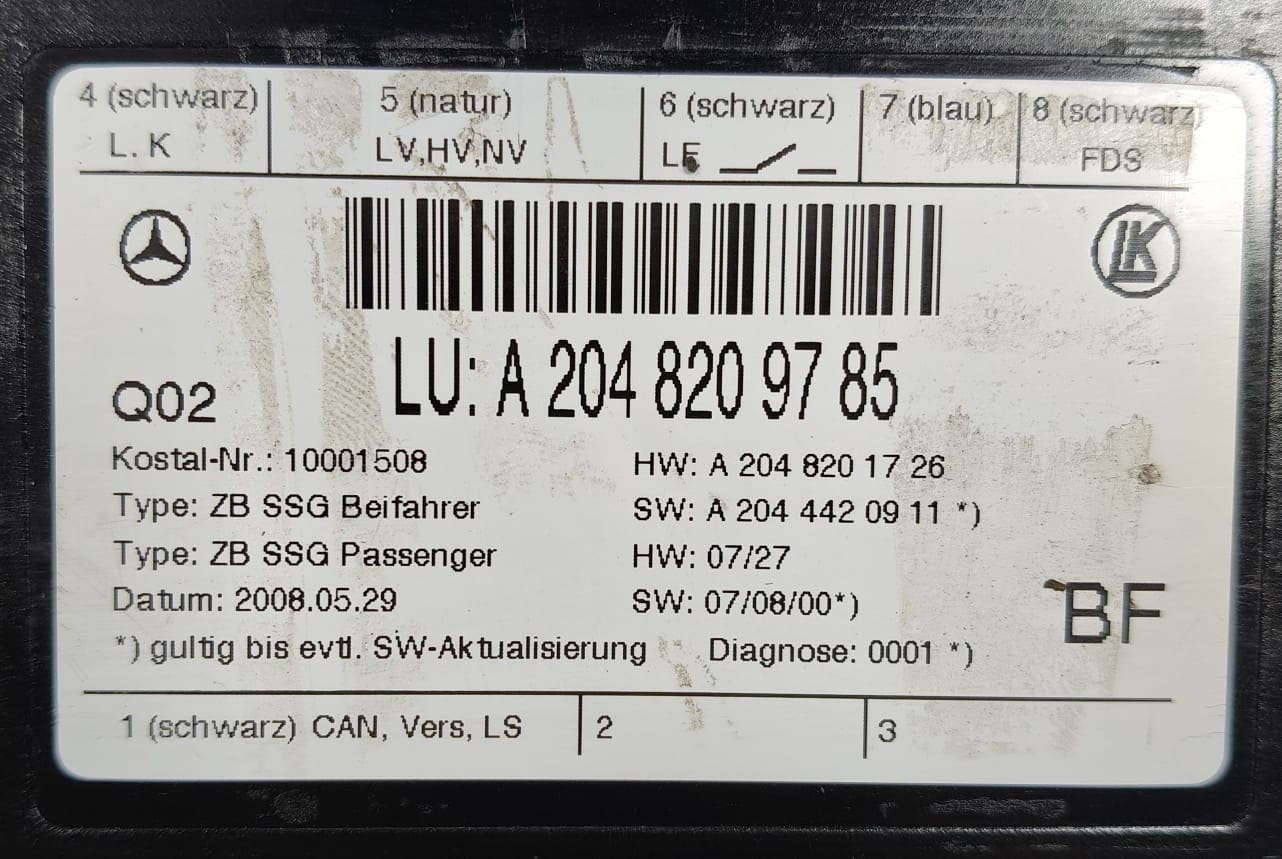 4 (schwarz) 5 (natur) 6 (schwarz) 7 (blau) 8 (schwarz)
L. K LV,HV,NV LE FDS
LK
LU: A 204 820 97 85
Q02
Kostal-Nr.: 10001508 HW: A 204 820 17 26
Type: ZB SSG Beifahrer SW: A 204 442 09 11 *)
Type: ZB SSG Passenger HW: 07/27
Datum: 2008.05.29 SW: 07/08/00*)
BF
*) gultig bis evtl. SW-Aktualisierung Diagnose: 0001 *)
1 (schwarz) CAN, Vers, LS 2 3